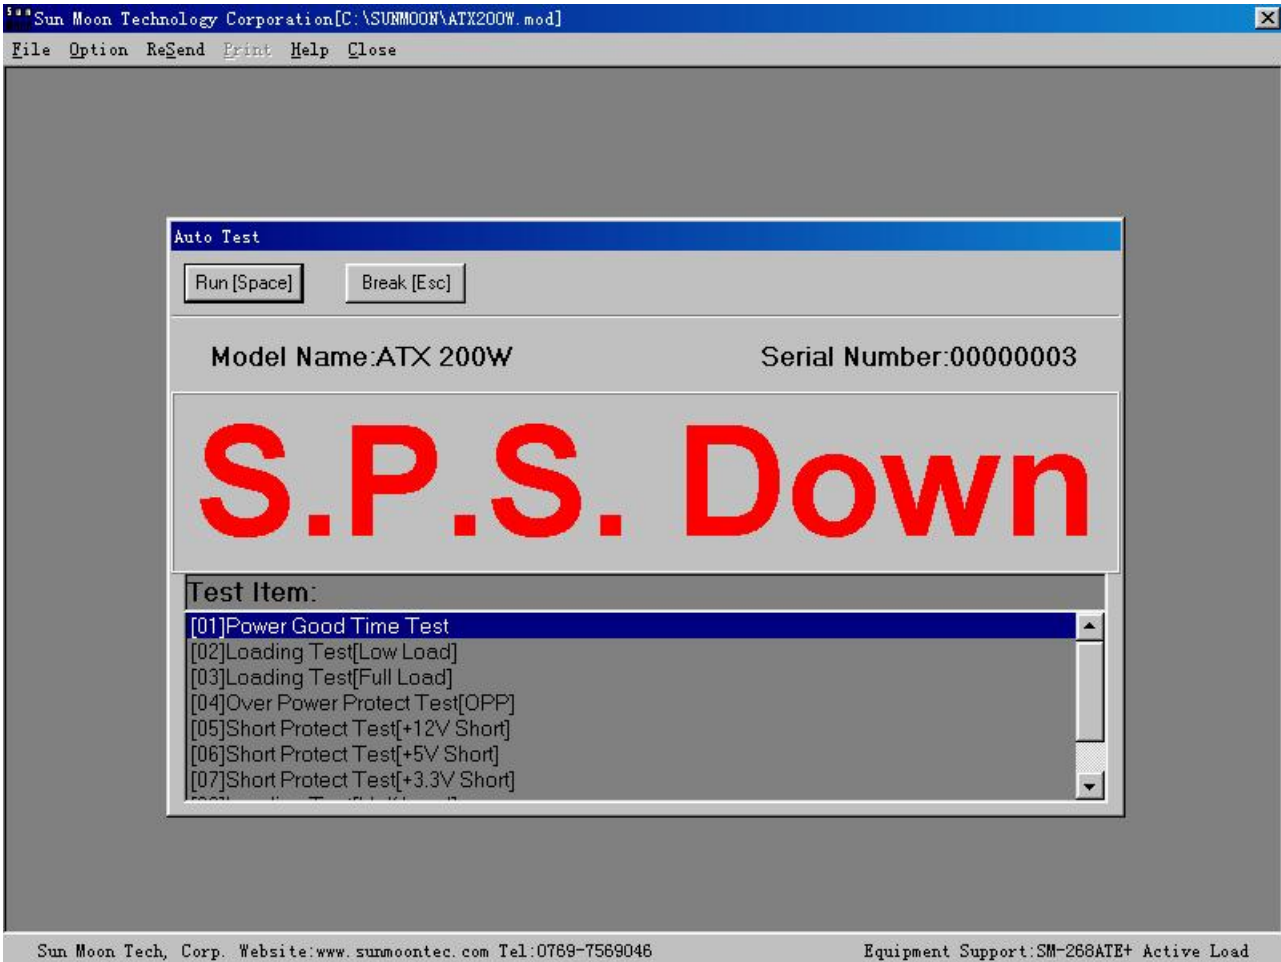 Sun Sun Moon Technology Corporation[C:\SUNMOON\ATX200W.mod]
File Option ReSend Print Help Close
Auto Test
Run [Space] Break [Esc]
Model Name:ATX 200W Serial Number:00000003
S.P.S. Down
Test Item:
[01]Power Good Time Test
[02]Loading Test[Low Load]
[03]Loading Test[Full Load]
[04]Over Power Protect Test[OPP]
[05]Short Protect Test[+12V Short]
[06]Short Protect Test[+5V Short]
[07]Short Protect Test[+3.3V Short]
Sun Moon Tech, Corp. Website:www.sunmoontec.com Tel:0769-7569046 Equipment Support:SM-268ATE+ Active Load